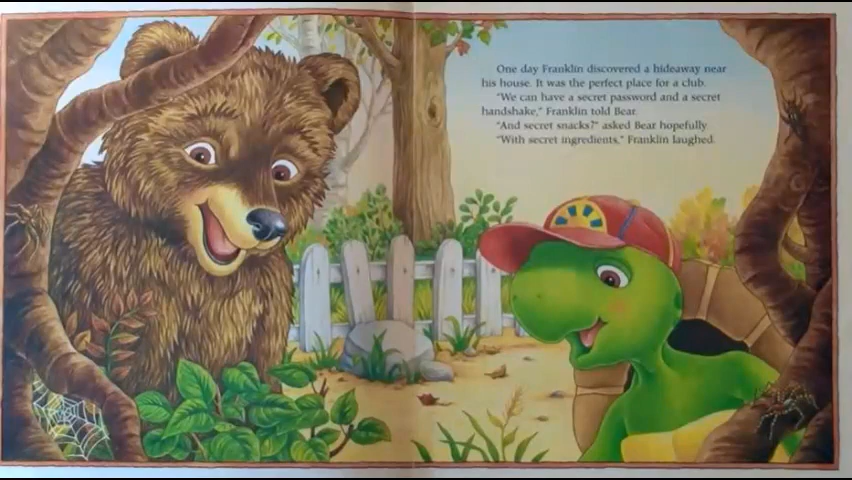 One day Franklin discovered a hideaway near
his house. It was the perfect place for a club.
"We can have a secret password and a secret
handshake," Franklin told Bear.
"And secret snacks?" asked Bear hopefully.
"With secret ingredients," Franklin laughed.